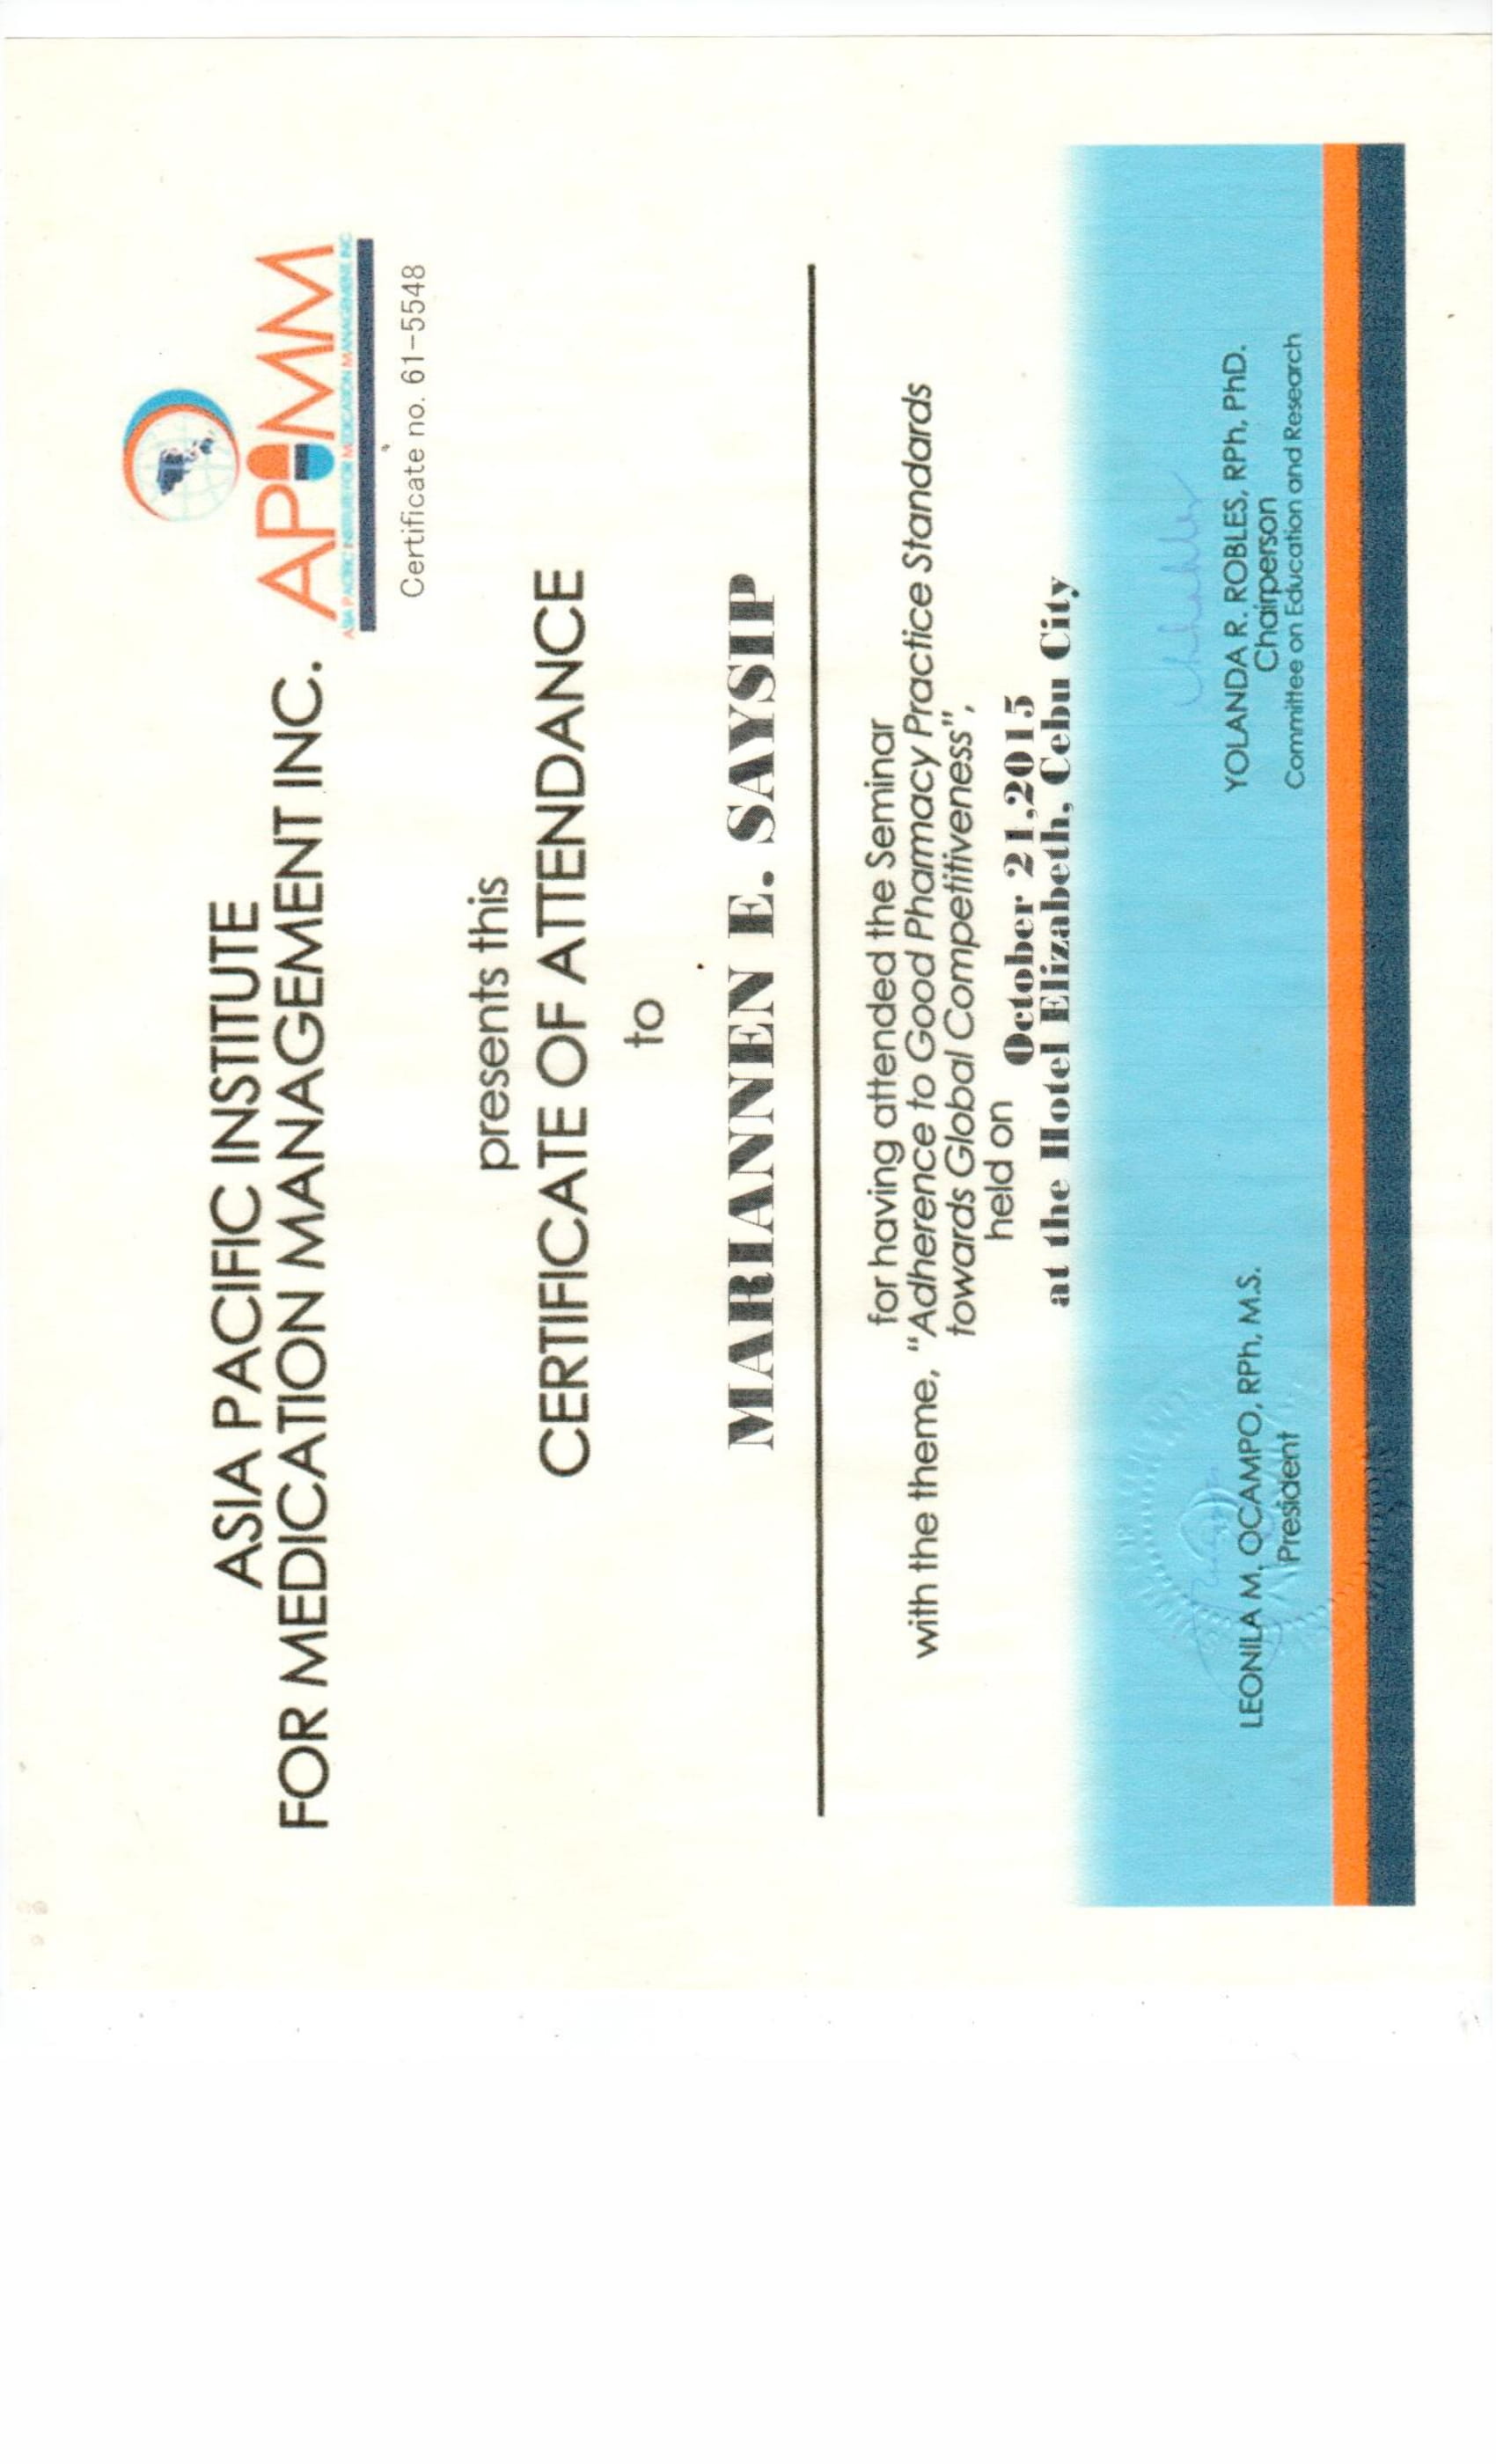 ASIA PACIFIC INSTITUTE
FOR MEDICATION MANAGEMENT INC.
APIMM
ASIA PACIFIC INSTITUTE FOR MEDICATION MANAGEMENT, INC
Certificate no. 61-5548
presents this
CERTIFICATE OF ATTENDANCE
to
MARIANNEN E. SAYSIP
for having attended the Seminar
with the theme, "Adherence to Good Pharmacy Practice Standards
towards Global Competitiveness",
held on October 21,2015
at the Hotel Elizabeth, Cebu City
LEONILA M. OCAMPO, RPh, M.S.
President
YOLANDA R. ROBLES, RPh, PhD.
Chairperson
Committee on Education and Research